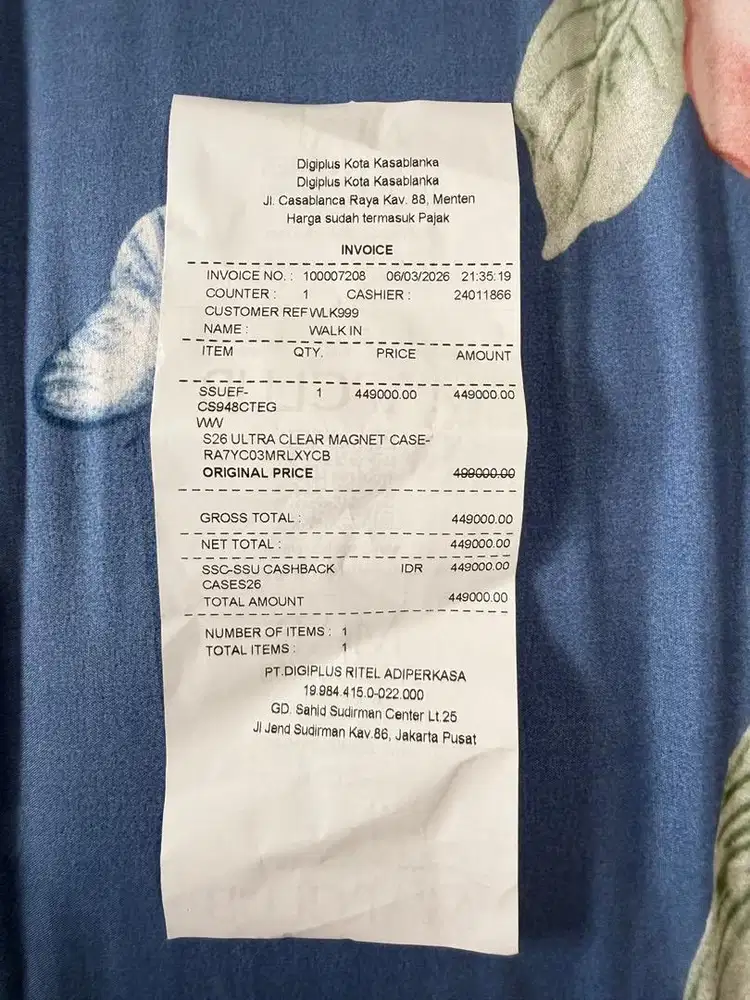 Digiplus Kota Kasablanka
Digiplus Kota Kasablanka
Jl. Casablanca Raya Kav. 88, Menten
Harga sudah termasuk Pajak
INVOICE
INVOICE NO. : 100007208 06/03/2026 21:35:19
COUNTER : 1 CASHIER : 24011866
CUSTOMER REF WLK999
NAME : WALK IN
ITEM QTY. PRICE AMOUNT
SSUEF- 1 449000.00 449000.00
CS948CTEG
WW
S26 ULTRA CLEAR MAGNET CASE-
RA7YC03MRLXYCB
ORIGINAL PRICE 499000.00
GROSS TOTAL : 449000.00
NET TOTAL : 449000.00
SSC-SSU CASHBACK IDR 449000.00
CASES26
TOTAL AMOUNT 449000.00
NUMBER OF ITEMS : 1
TOTAL ITEMS : 1
PT.DIGIPLUS RITEL ADIPERKASA
19.984.415.0-022.000
GD. Sahid Sudirman Center Lt.25
Jl Jend Sudirman Kav.86, Jakarta Pusat